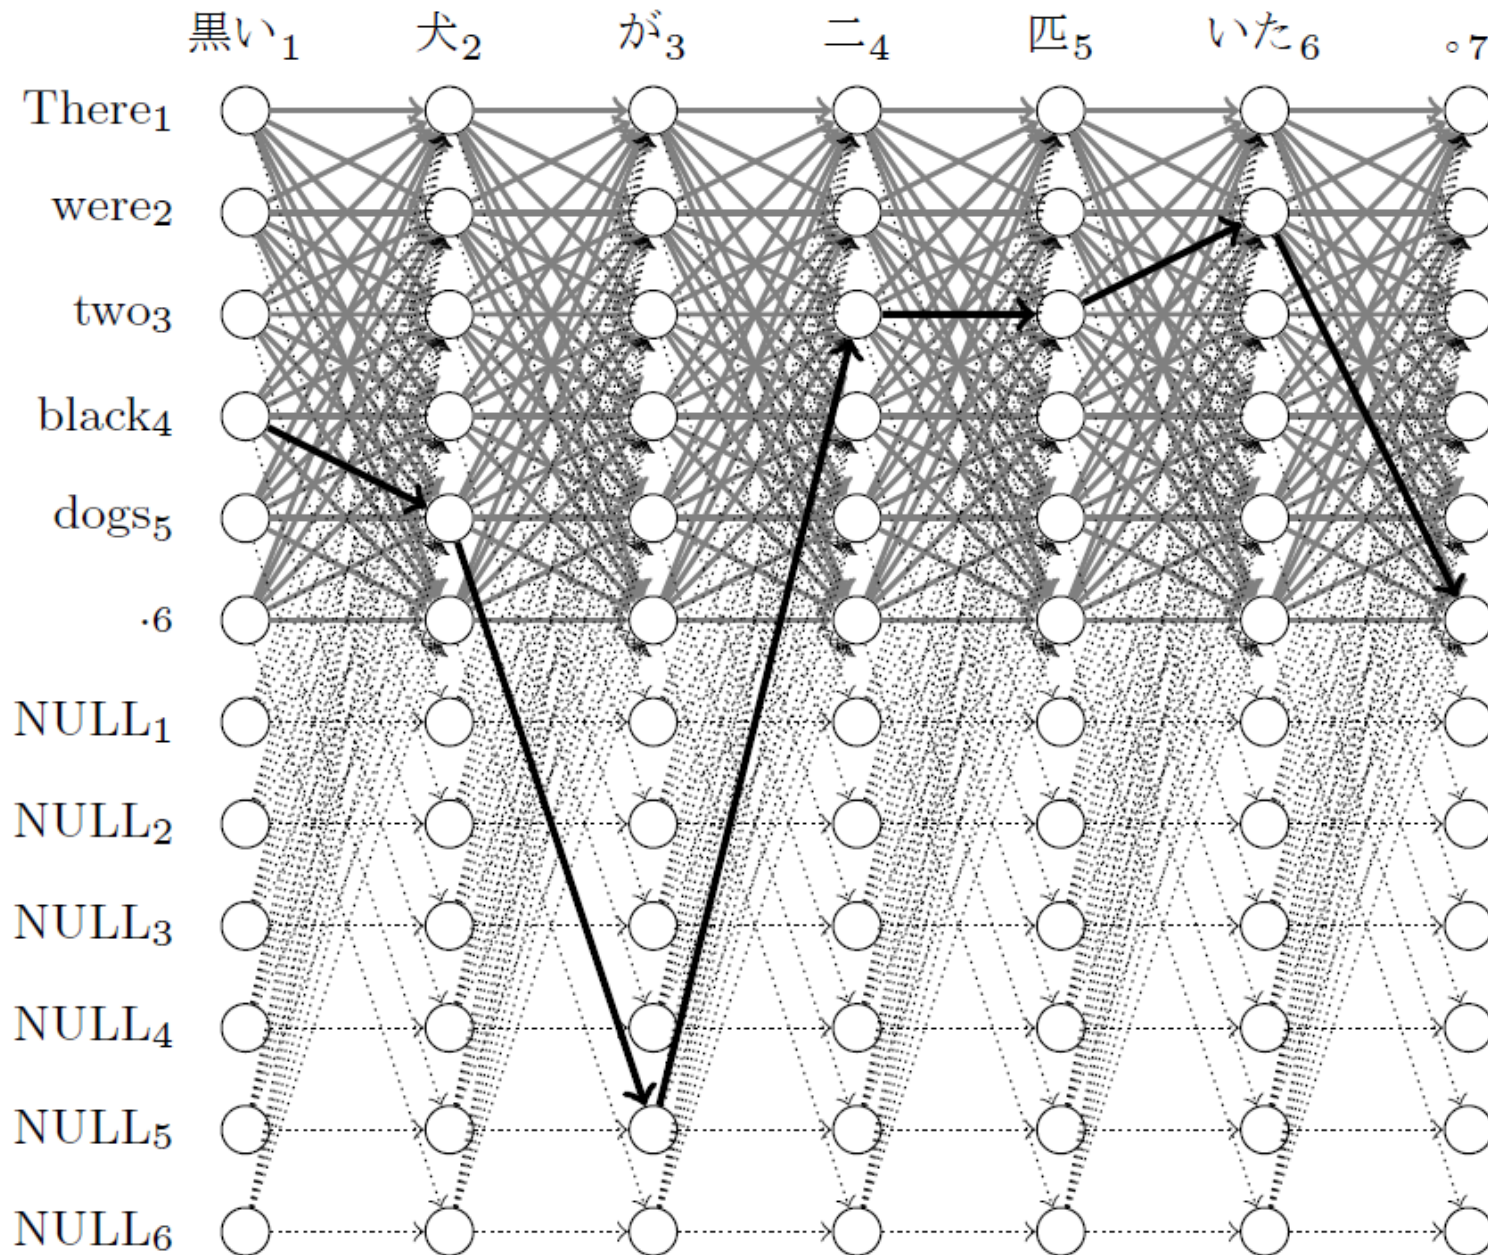 黒い1 犬2 が3 二4 匹5 いた6 。7
There1
were2
two3
black4
dogs5
.6
NULL1
NULL2
NULL3
NULL4
NULL5
NULL6